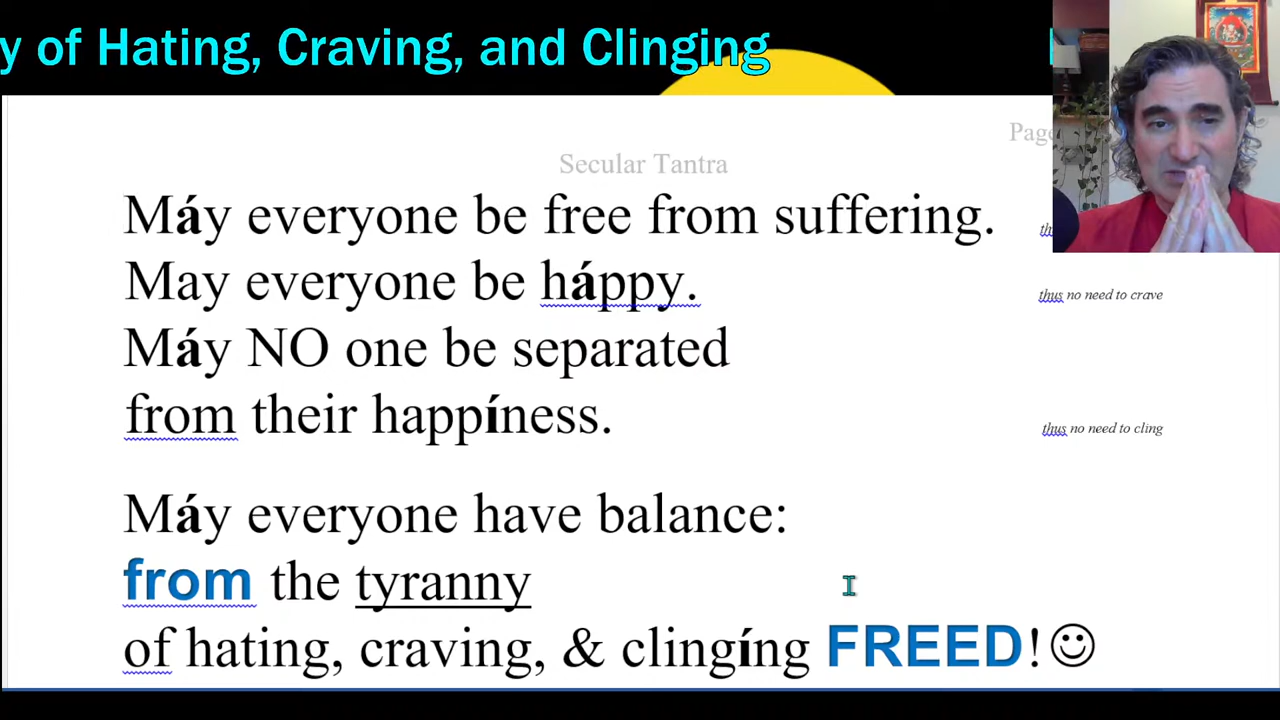 y of Hating, Craving, and Clinging
Secular Tantra
Máy everyone be free from suffering.
May everyone be háppy.
thus no need to crave
Máy NO one be separated
from their happíness.
thus no need to cling
Máy everyone have balance:
from the tyranny
of hating, craving, & clingíng FREED!☺